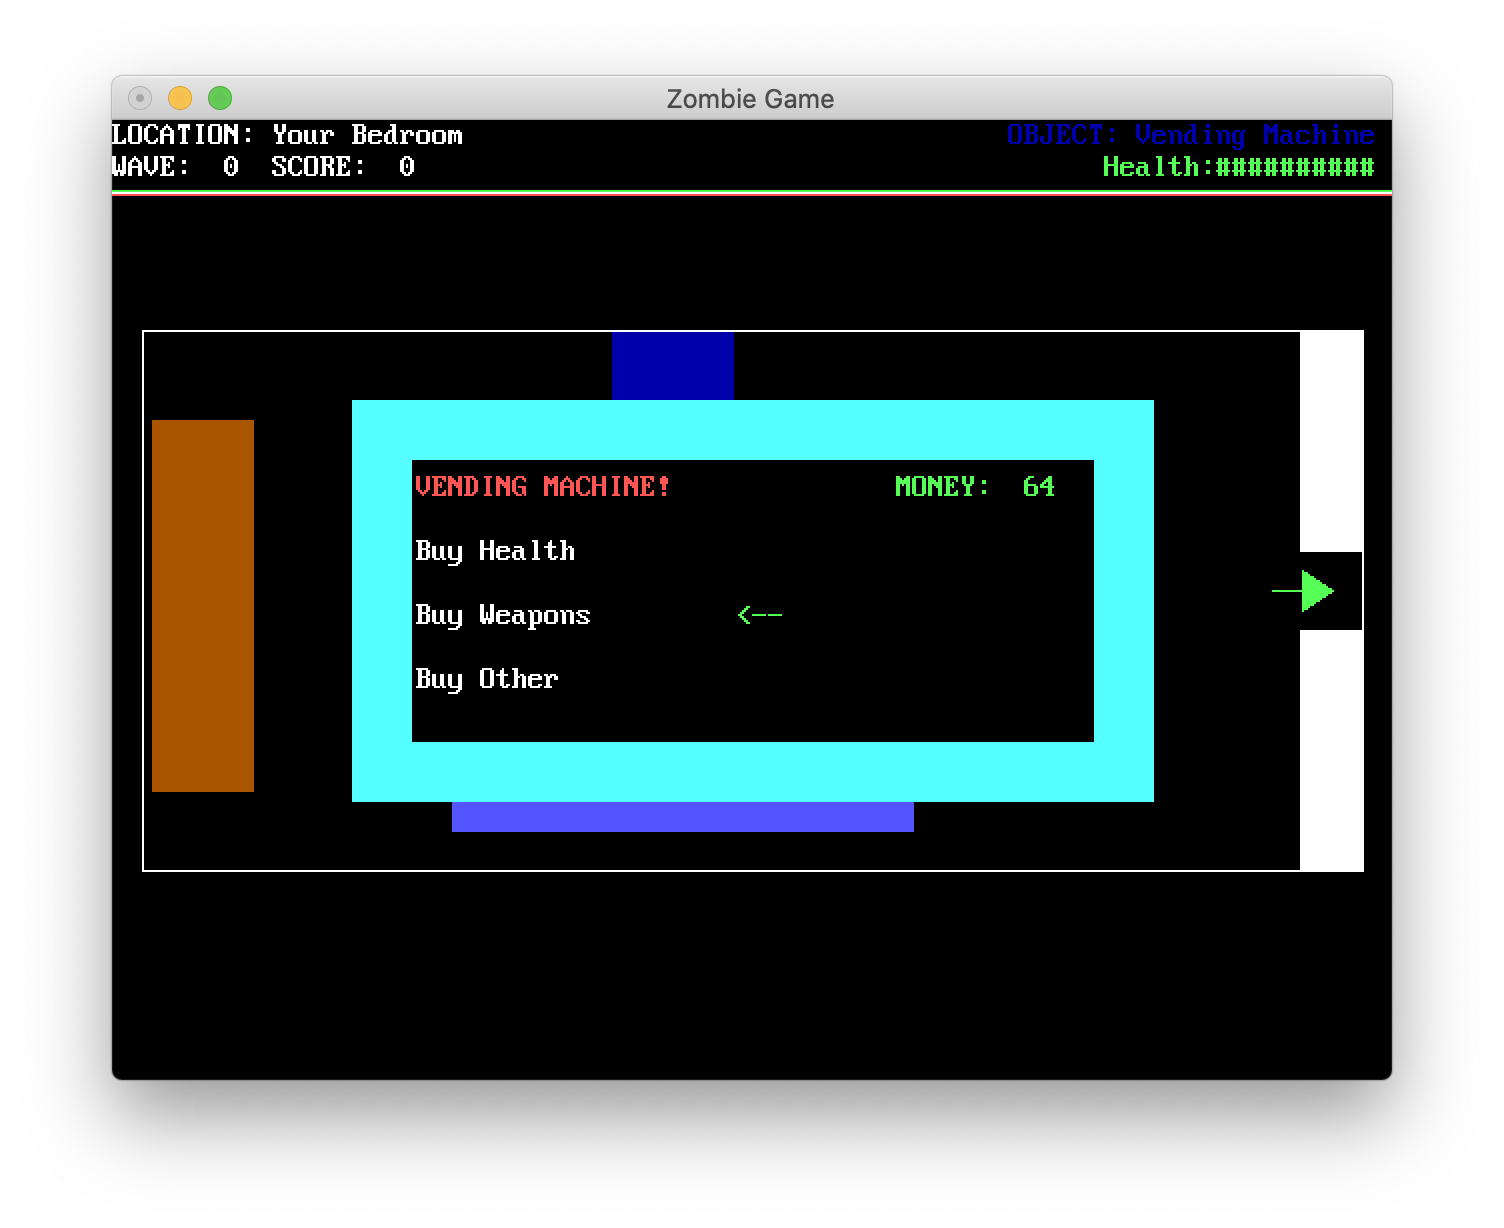 Zombie Game
LOCATION: Your Bedroom OBJECT: Vending Machine
WAVE: 0 SCORE: 0 Health:##########
VENDING MACHINE! MONEY: 64
Buy Health
Buy Weapons <--
Buy Other